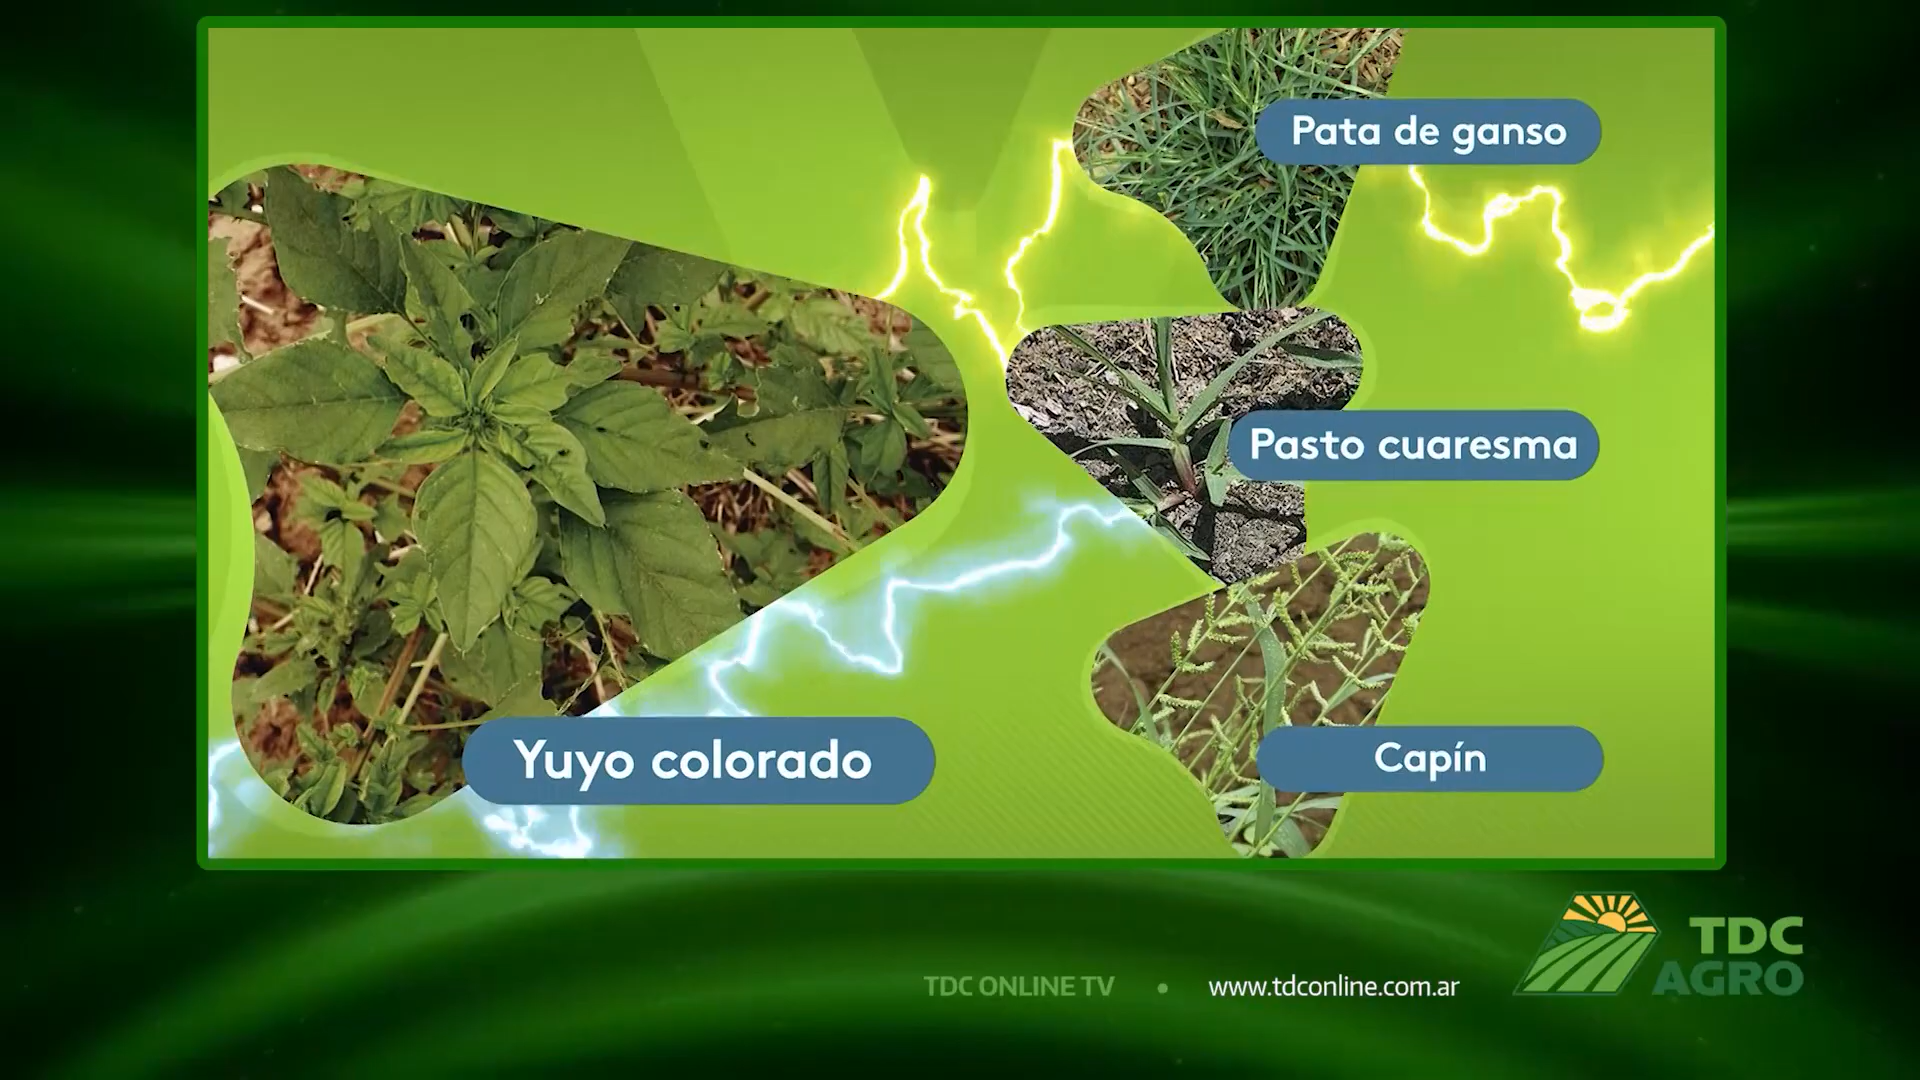 Pata de ganso
Pasto cuaresma
Yuyo colorado
Capín
TDC ONLINE TV • www.tdconline.com.ar
TDC
AGRO